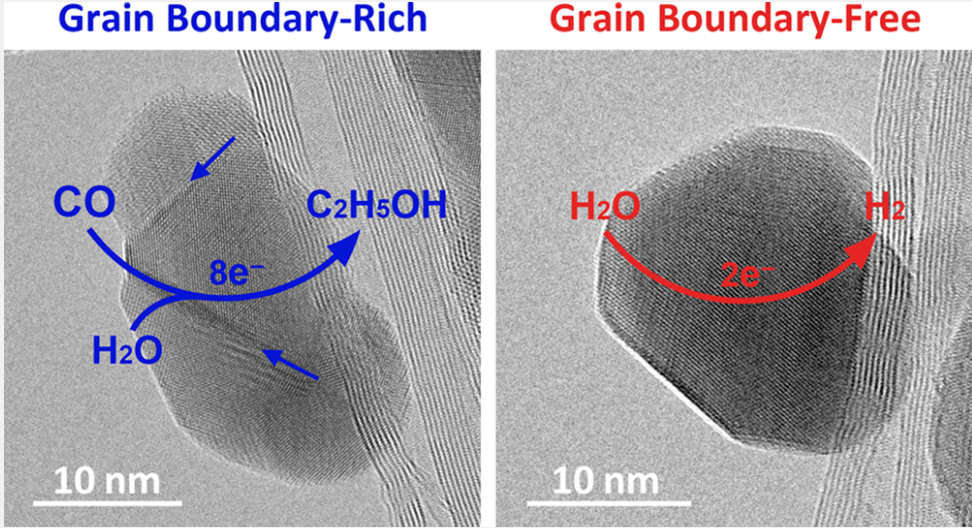 Grain Boundary-Rich
CO
C₂H₅OH
8e⁻
H₂O
10 nm
Grain Boundary-Free
H₂O
H₂
2e⁻
10 nm